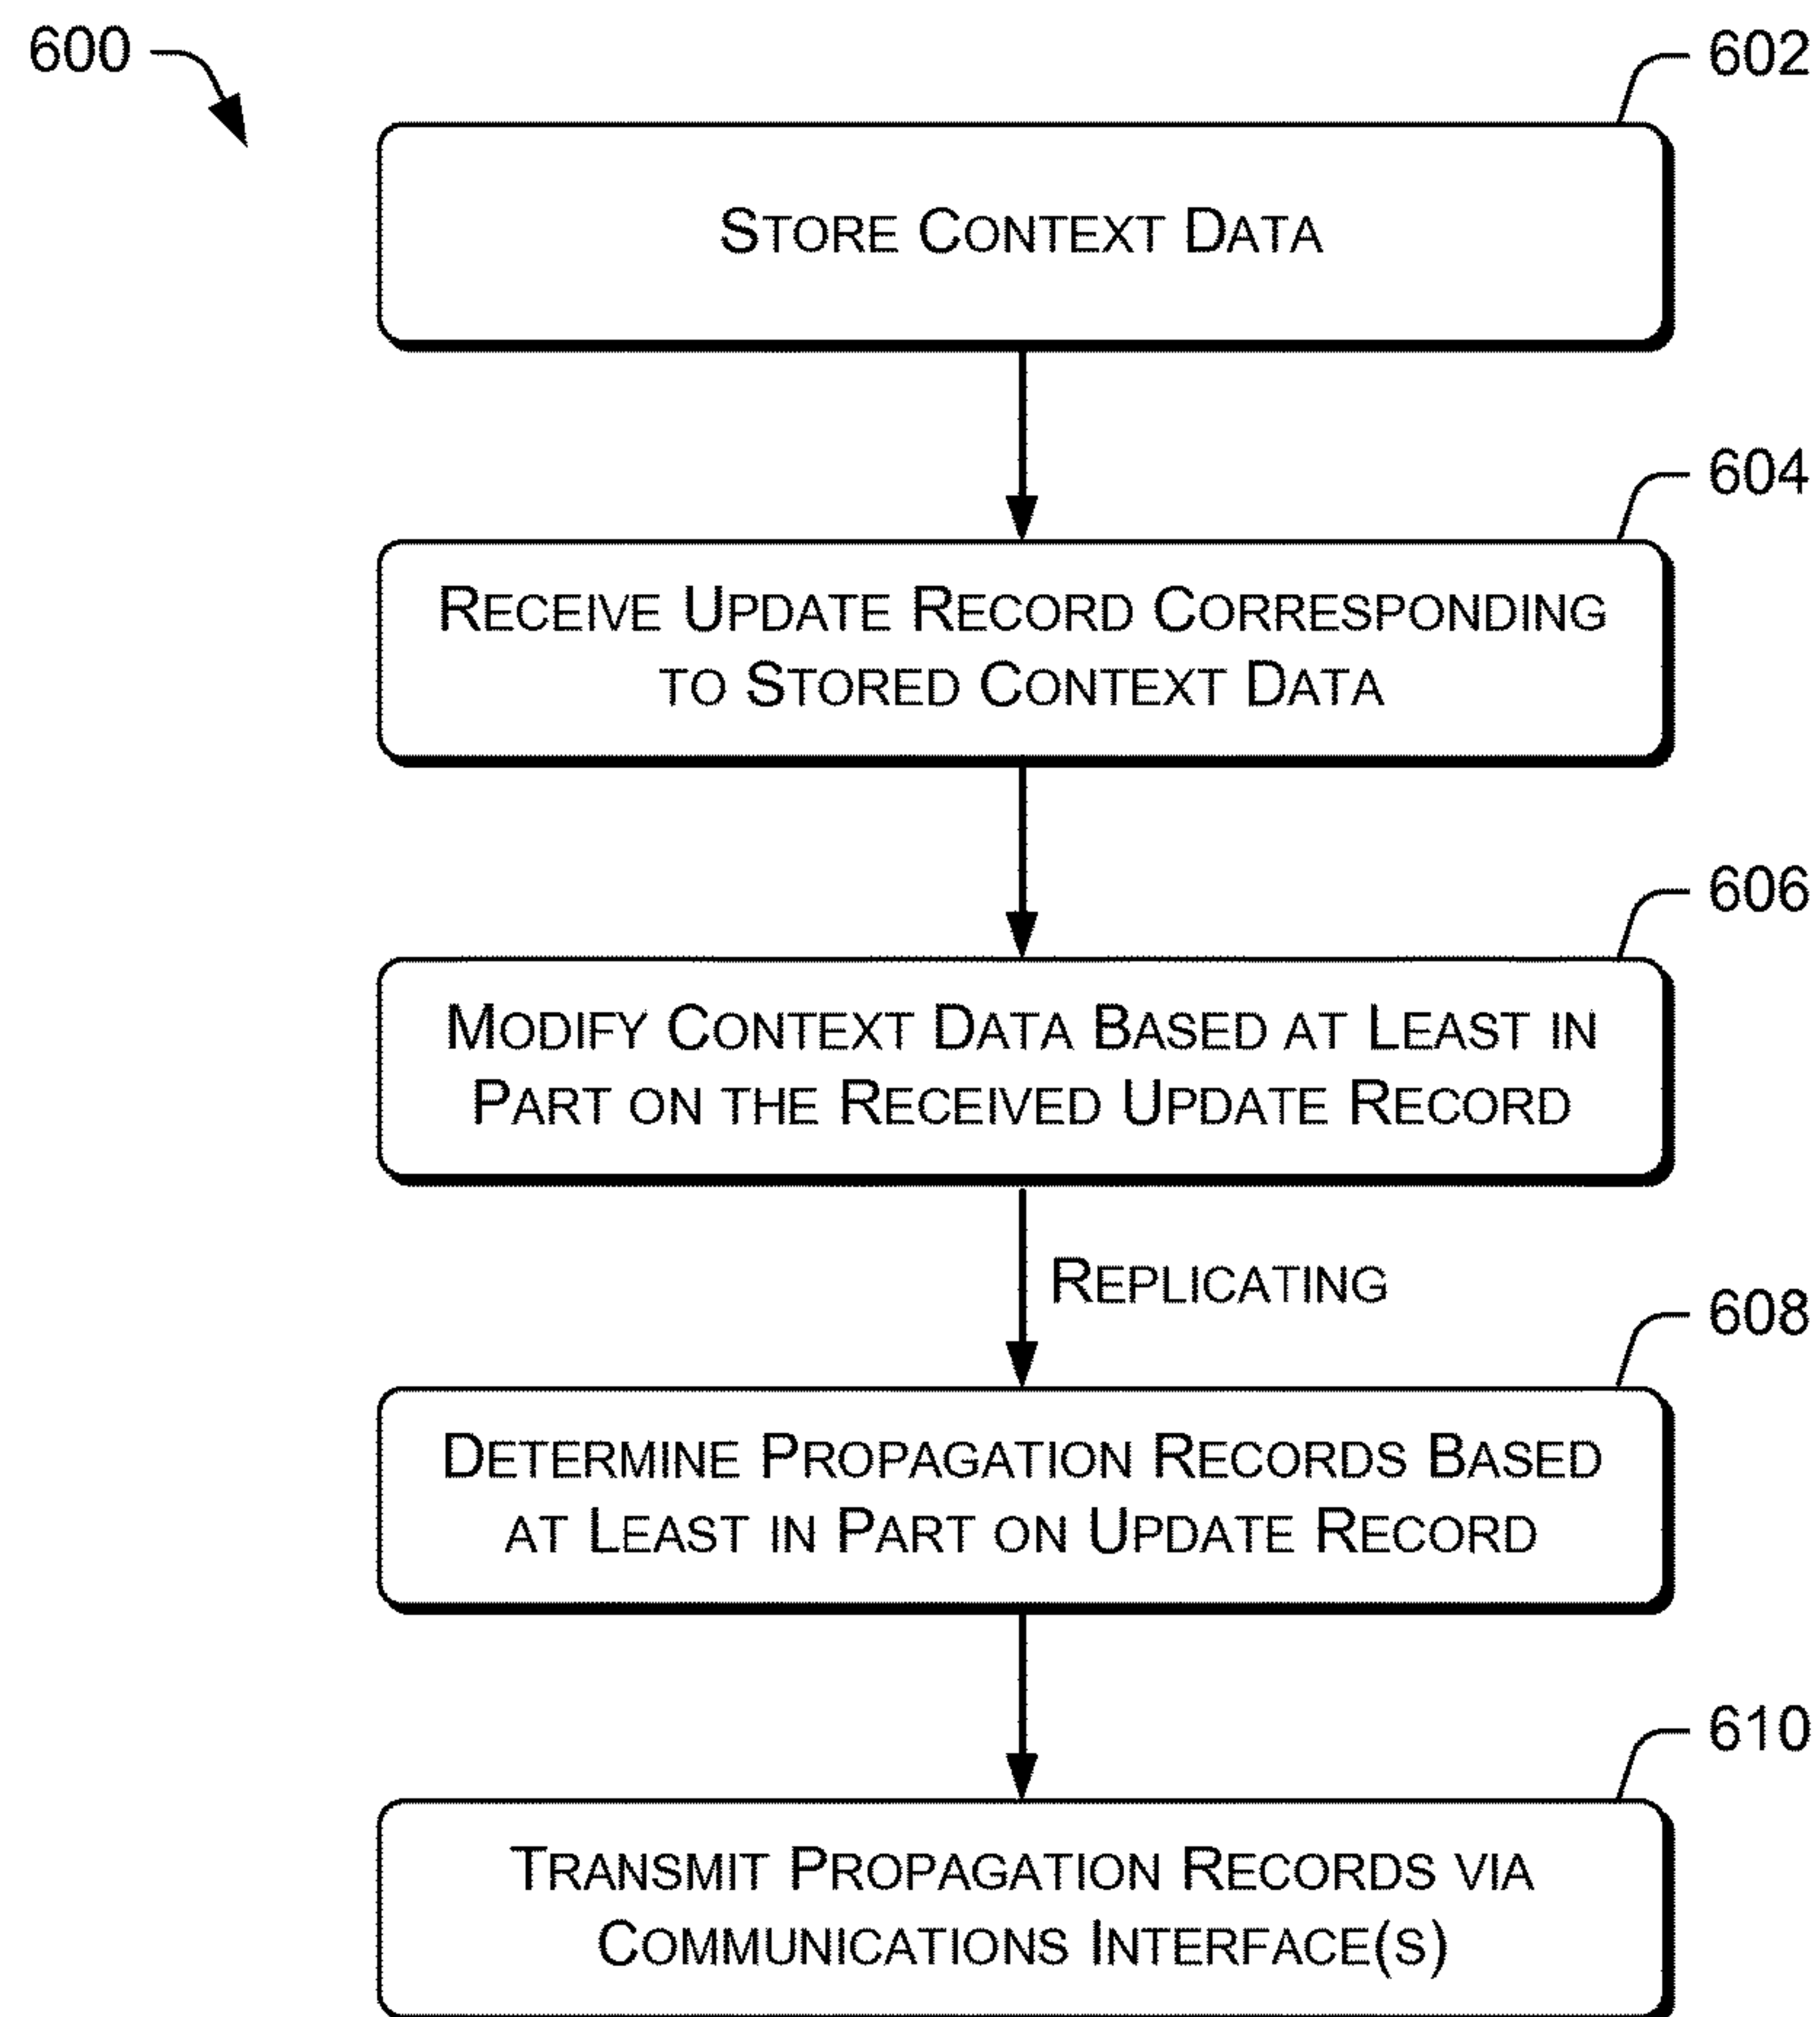 600
602
STORE CONTEXT DATA
604
RECEIVE UPDATE RECORD CORRESPONDING
TO STORED CONTEXT DATA
606
MODIFY CONTEXT DATA BASED AT LEAST IN
PART ON THE RECEIVED UPDATE RECORD
REPLICATING
608
DETERMINE PROPAGATION RECORDS BASED
AT LEAST IN PART ON UPDATE RECORD
610
TRANSMIT PROPAGATION RECORDS VIA
COMMUNICATIONS INTERFACE(S)